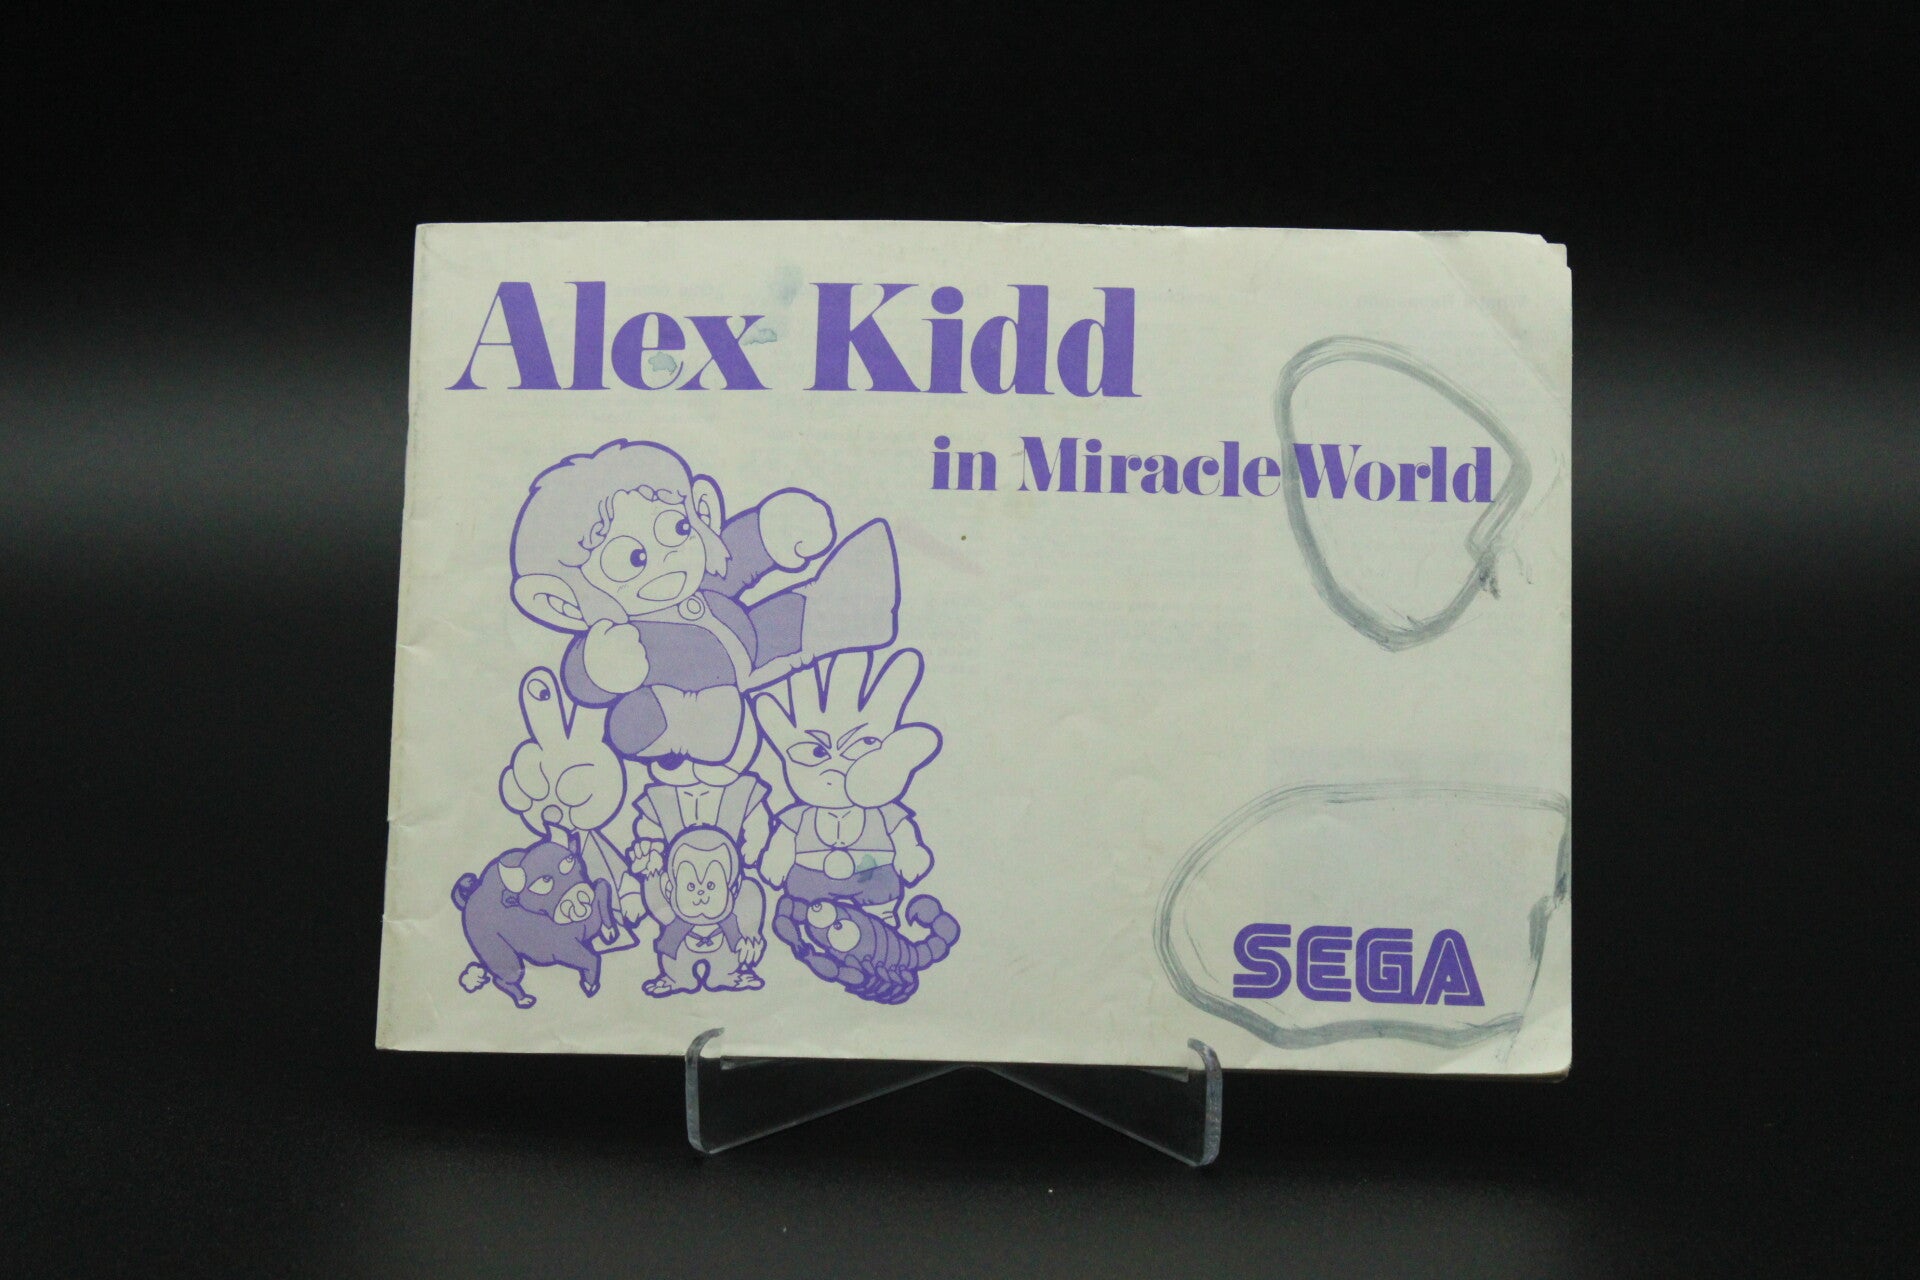 Alex Kidd
in Miracle World
SEGA